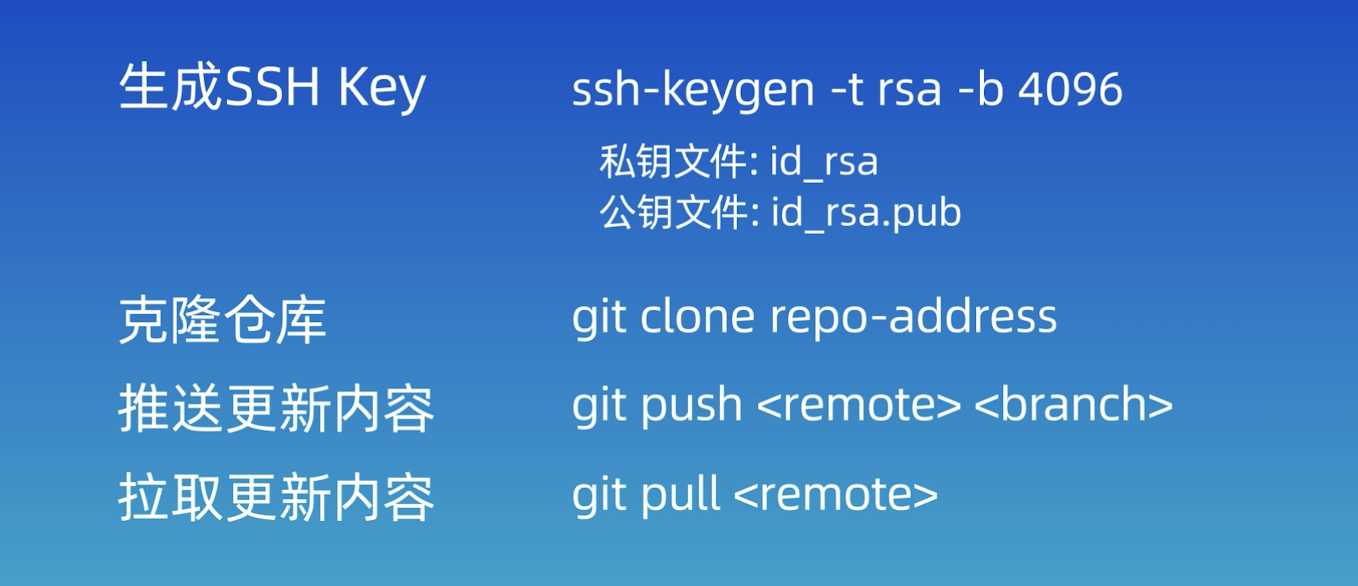 生成SSH Key
ssh-keygen -t rsa -b 4096
私钥文件: id_rsa
公钥文件: id_rsa.pub
克隆仓库
git clone repo-address
推送更新内容
git push <remote> <branch>
拉取更新内容
git pull <remote>